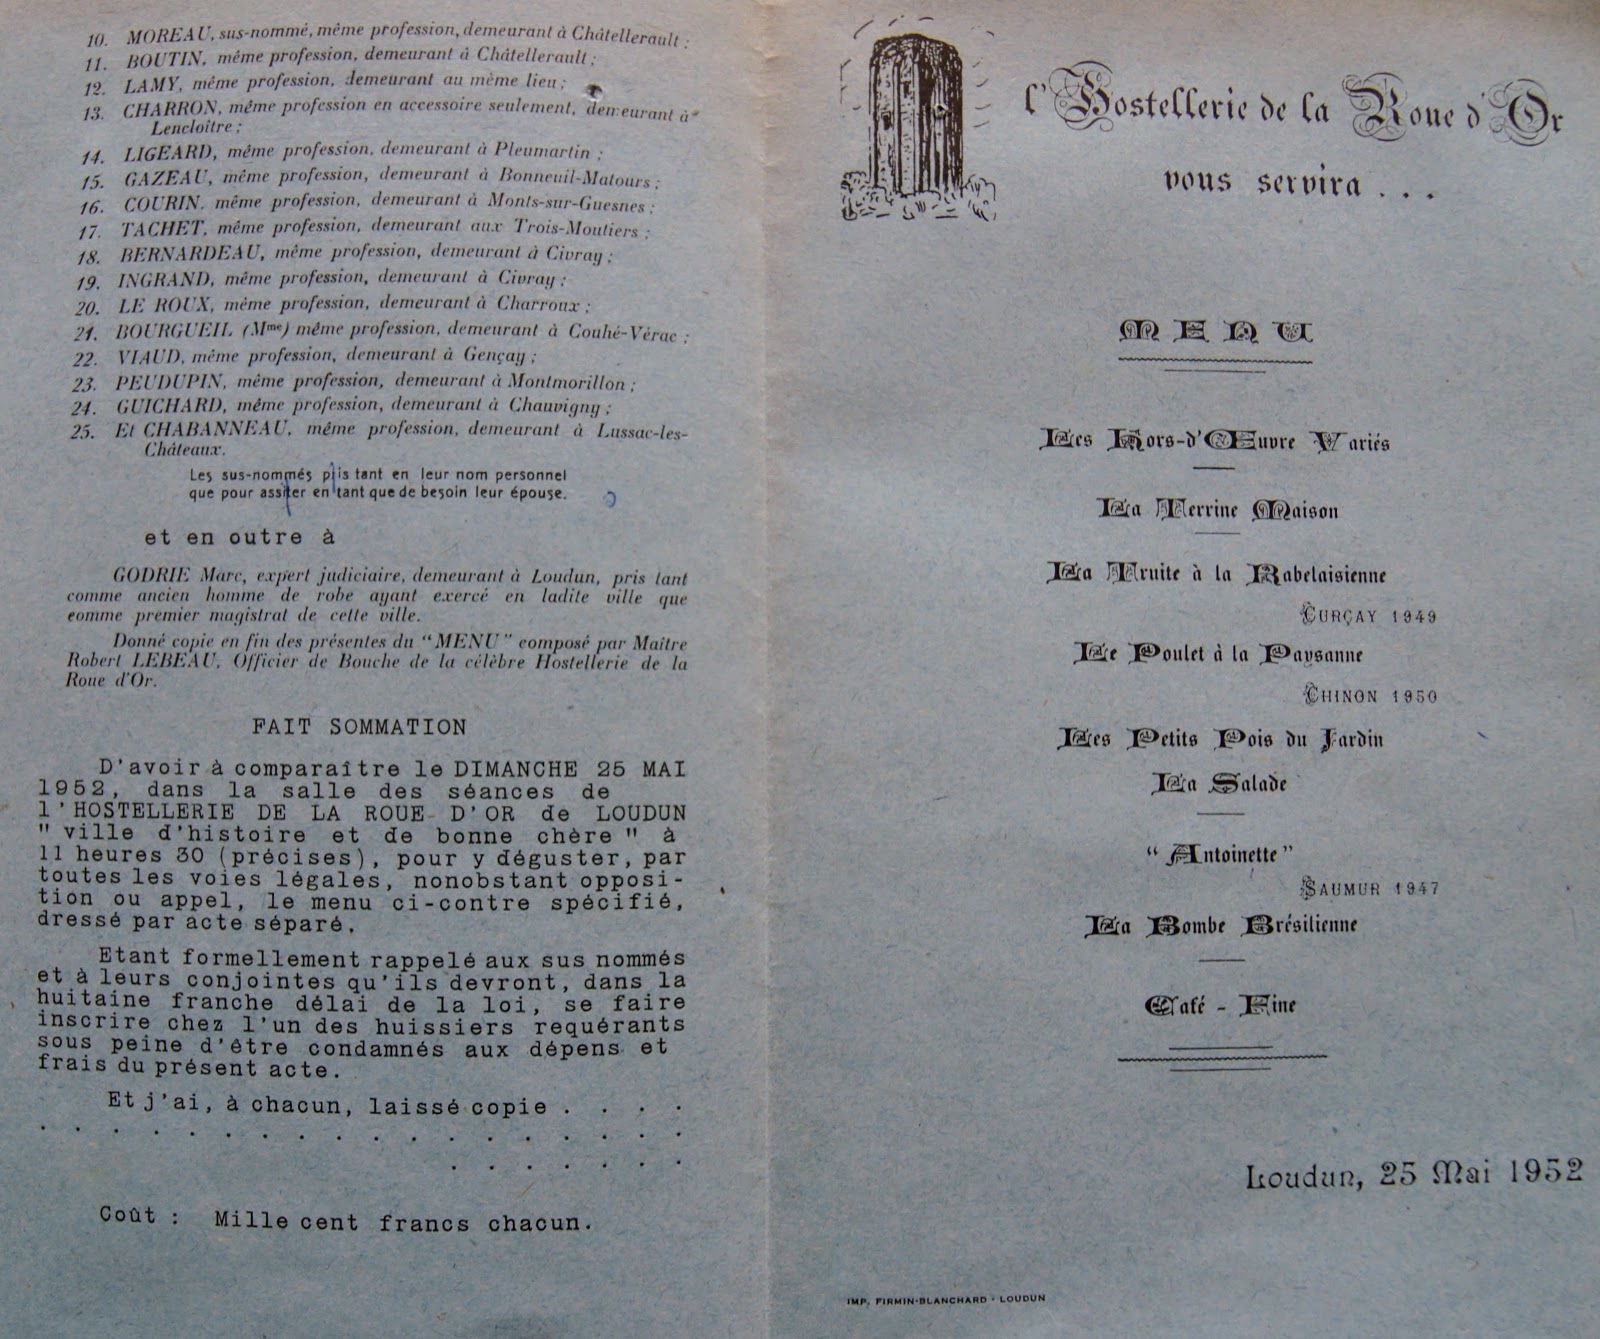 10. MOREAU, sus-nommé, même profession, demeurant à Châtellerault ;
11. BOUTIN, même profession, demeurant à Châtellerault ;
12. LAMY, même profession, demeurant au même lieu ;
13. CHARRON, même profession en accessoire seulement, demeurant à
Lencloître ;
14. LIGEARD, même profession, demeurant à Pleumartin ;
15. GAZEAU, même profession, demeurant à Bonneuil-Matours ;
16. COURIN, même profession, demeurant à Monts-sur-Guesnes ;
17. TACHET, même profession, demeurant aux Trois-Moutiers ;
18. BERNARDEAU, même profession, demeurant à Civray ;
19. INGRAND, même profession, demeurant à Civray ;
20. LE ROUX, même profession, demeurant à Charroux ;
21. BOURGUEIL (Mme) même profession, demeurant à Couhé-Vérac ;
22. VIAUD, même profession, demeurant à Gençay ;
23. PEUDUPIN, même profession, demeurant à Montmorillon ;
24. GUICHARD, même profession, demeurant à Chauvigny ;
25. Et CHABANNEAU, même profession, demeurant à Lussac-les-
Châteaux.
Les sus-nommés pris tant en leur nom personnel
que pour assister en tant que de besoin leur épouse.
et en outre à
GODRIE Marc, expert judiciaire, demeurant à Loudun, pris tant
comme ancien homme de robe ayant exercé en ladite ville que
comme premier magistrat de cette ville.
Donné copie en fin des présentes du "MENU" composé par Maître
Robert LEBEAU, Officier de Bouche de la célèbre Hostellerie de la
Roue d'Or.
FAIT SOMMATION
D'avoir à comparaître le DIMANCHE 25 MAI
1952, dans la salle des séances de
l'HOSTELLERIE DE LA ROUE D'OR de LOUDUN
" ville d'histoire et de bonne chère " à
11 heures 30 (précises), pour y déguster, par
toutes les voies légales, nonobstant opposi-
tion ou appel, le menu ci-contre spécifié,
dressé par acte séparé.
Etant formellement rappelé aux sus nommés
et à leurs conjointes qu'ils devront, dans la
huitaine franche délai de la loi, se faire
inscrire chez l'un des huissiers requérants
sous peine d'être condamnés aux dépens et
frais du présent acte.
Et j'ai, à chacun, laissé copie . . . .
. . . . . . . . . . . . . . . . . .
. . . . . . .
Coût : Mille cent francs chacun.
l'Hostellerie de la Roue d'Or
vous servira . . .
MENU
Les Hors-d'Œuvre Variés
La Terrine Maison
La Truite à la Rabelaisienne
CURÇAY 1949
Le Poulet à la Paysanne
CHINON 1950
Les Petits Pois du Jardin
La Salade
"Antoinette"
SAUMUR 1947
La Bombe Brésilienne
Café - Fine
Loudun, 25 Mai 1952
IMP. FIRMIN-BLANCHARD - LOUDUN